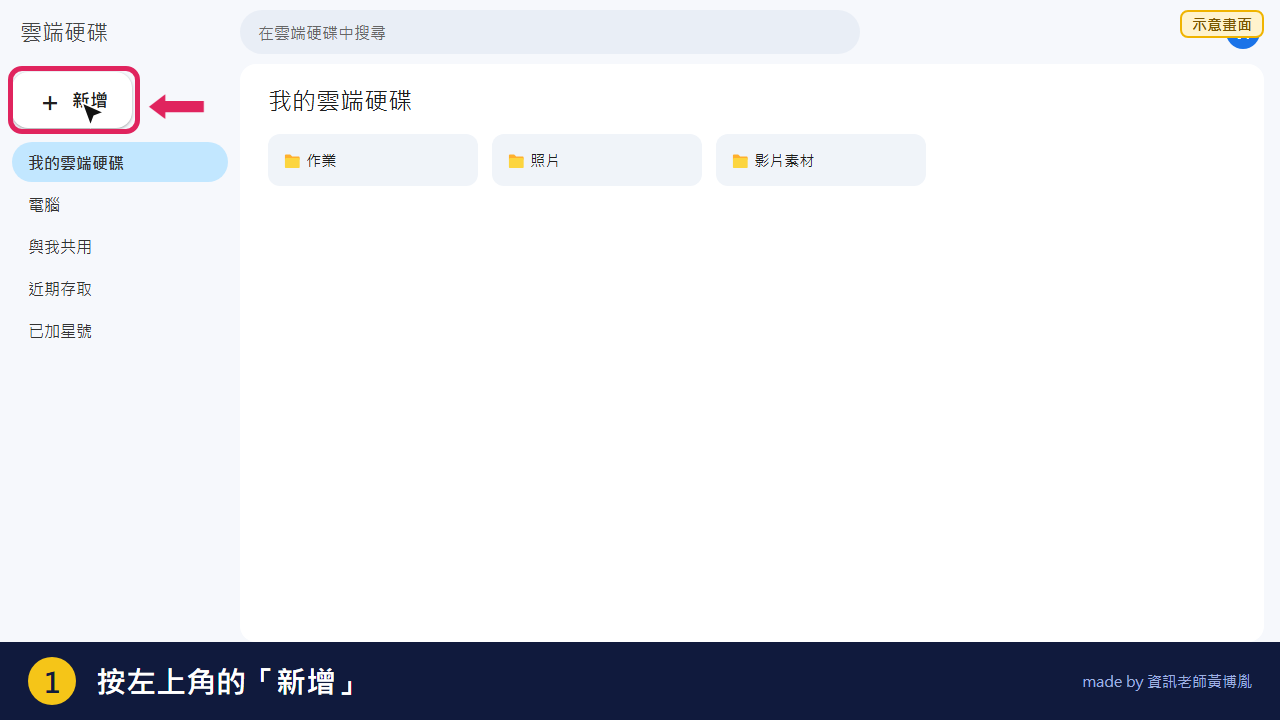 雲端硬碟
在雲端硬碟中搜尋
示意畫面
+ 新增
我的雲端硬碟
電腦
與我共用
近期存取
已加星號
我的雲端硬碟
作業
照片
影片素材
1 按左上角的「新增」
made by 資訊老師黃博胤